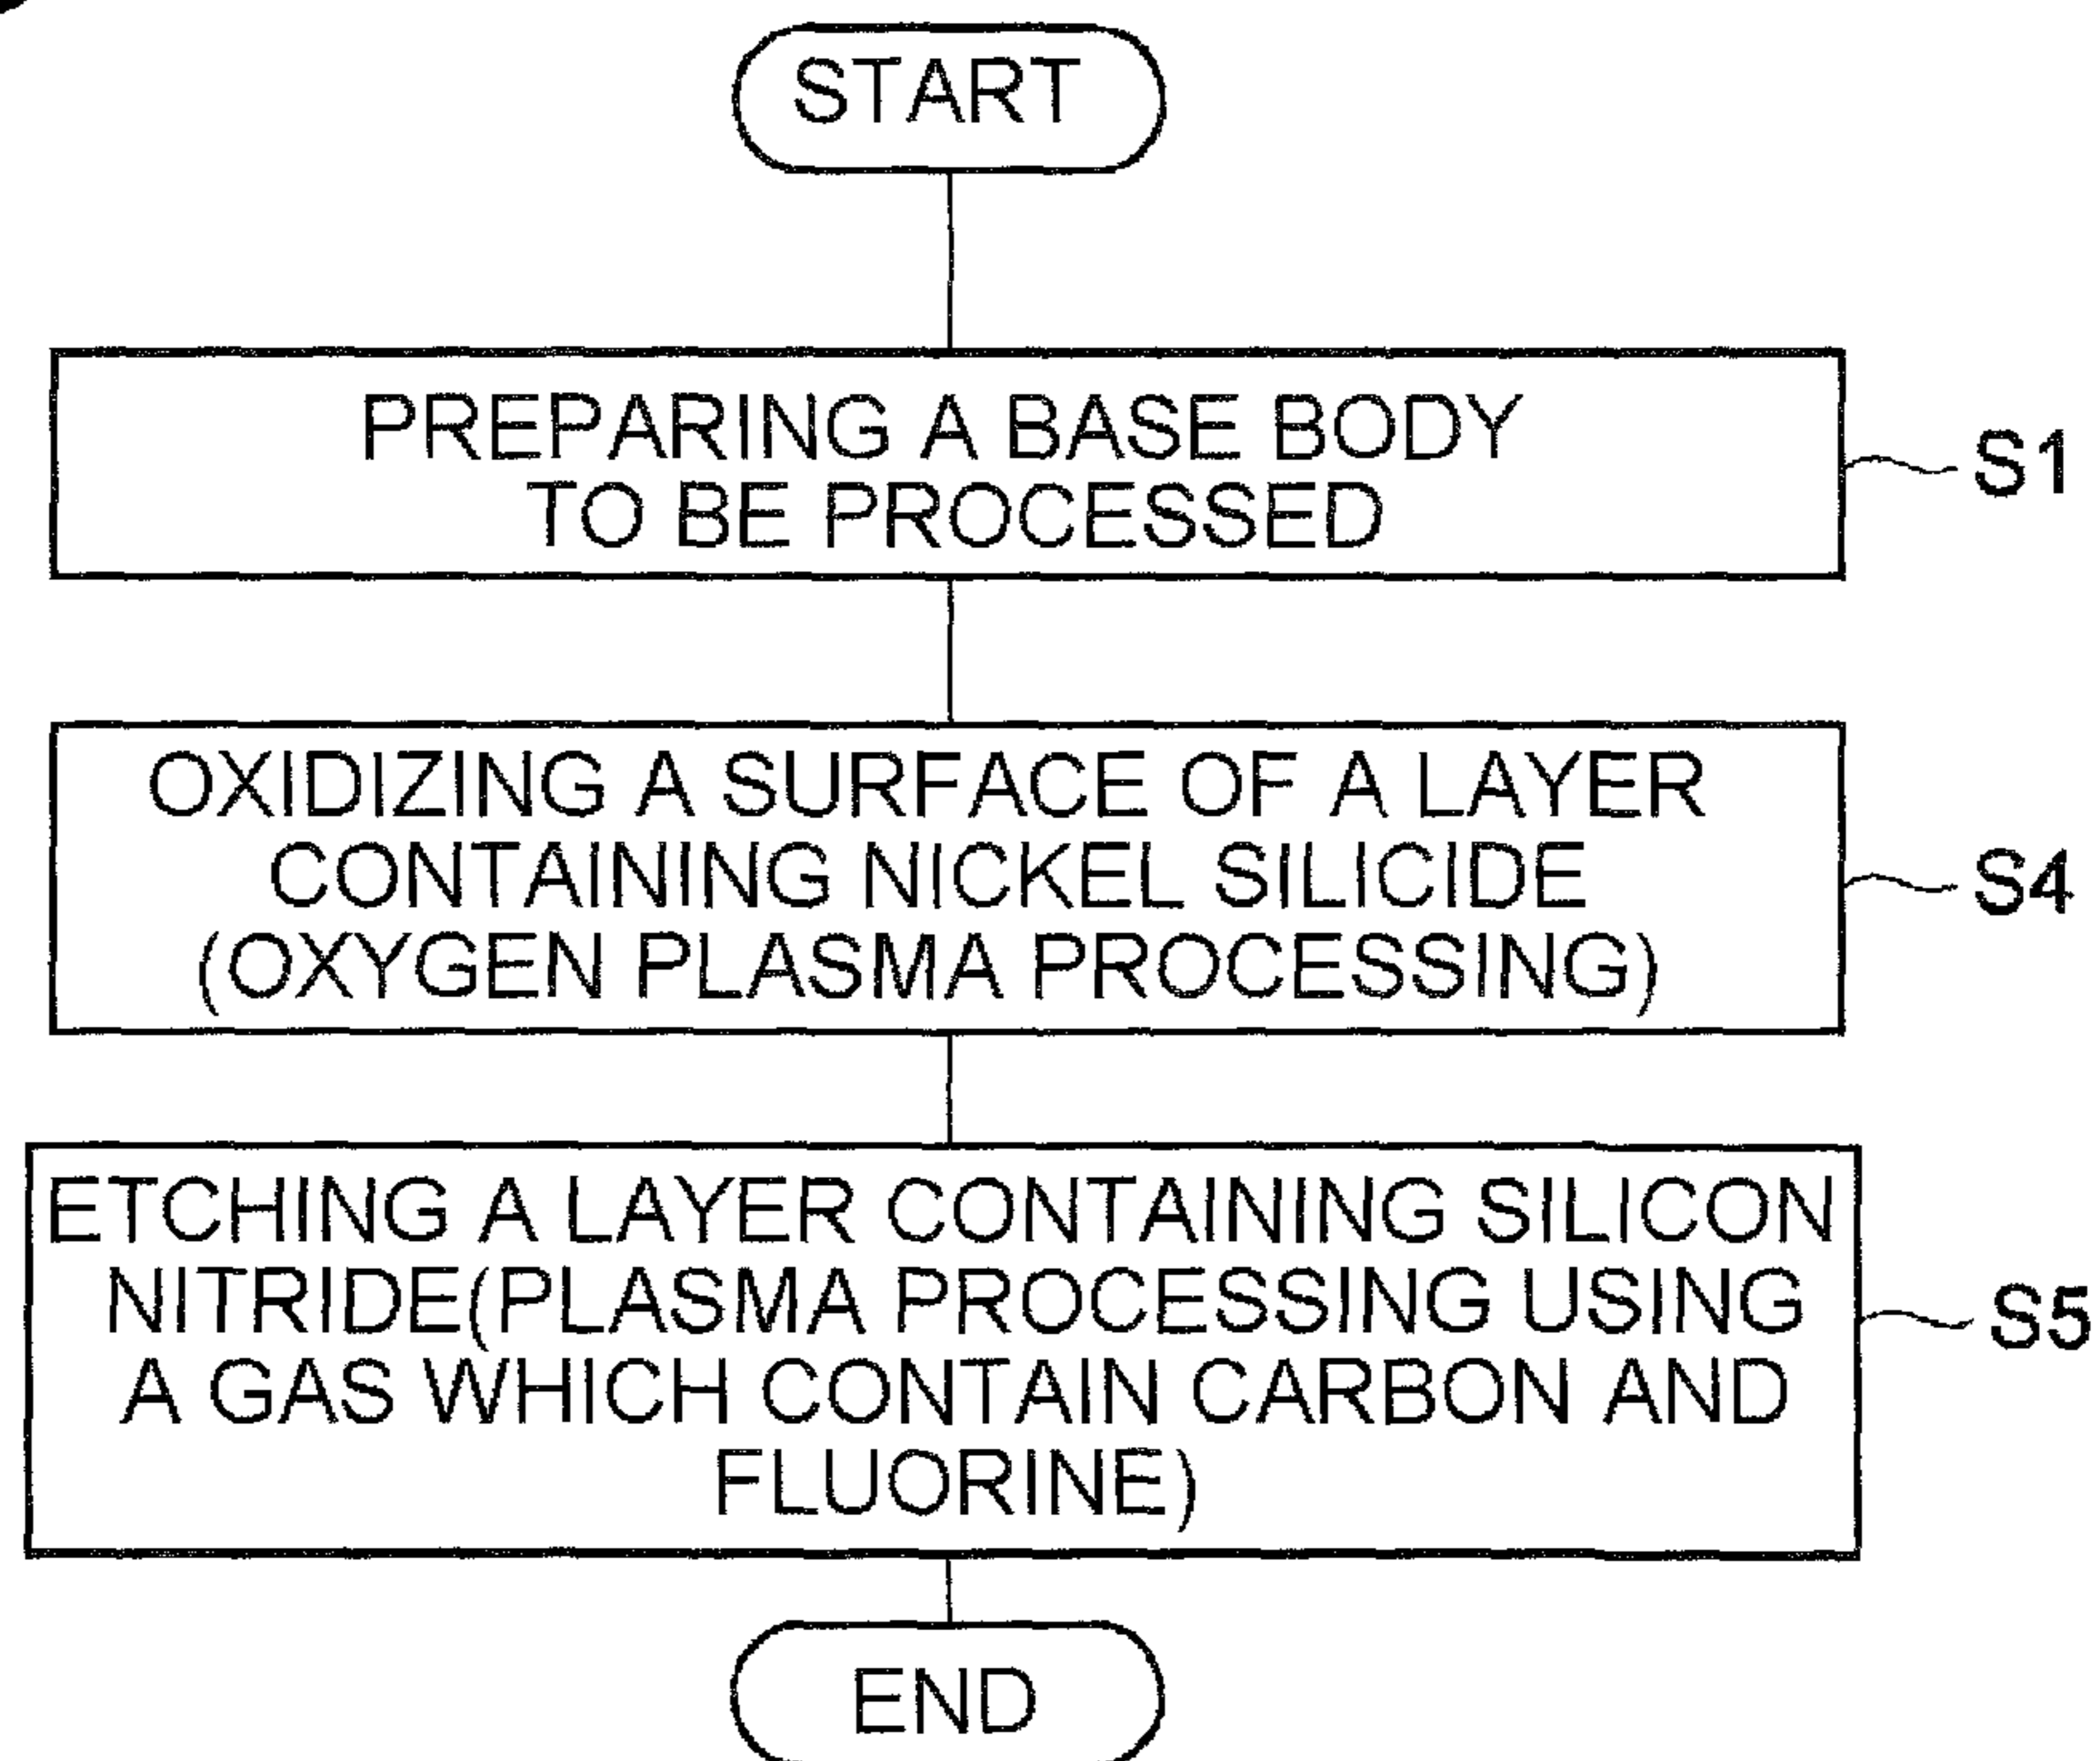 START
PREPARING A BASE BODY
TO BE PROCESSED
S1
OXIDIZING A SURFACE OF A LAYER
CONTAINING NICKEL SILICIDE
(OXYGEN PLASMA PROCESSING)
S4
ETCHING A LAYER CONTAINING SILICON
NITRIDE(PLASMA PROCESSING USING
A GAS WHICH CONTAIN CARBON AND
FLUORINE)
S5
END